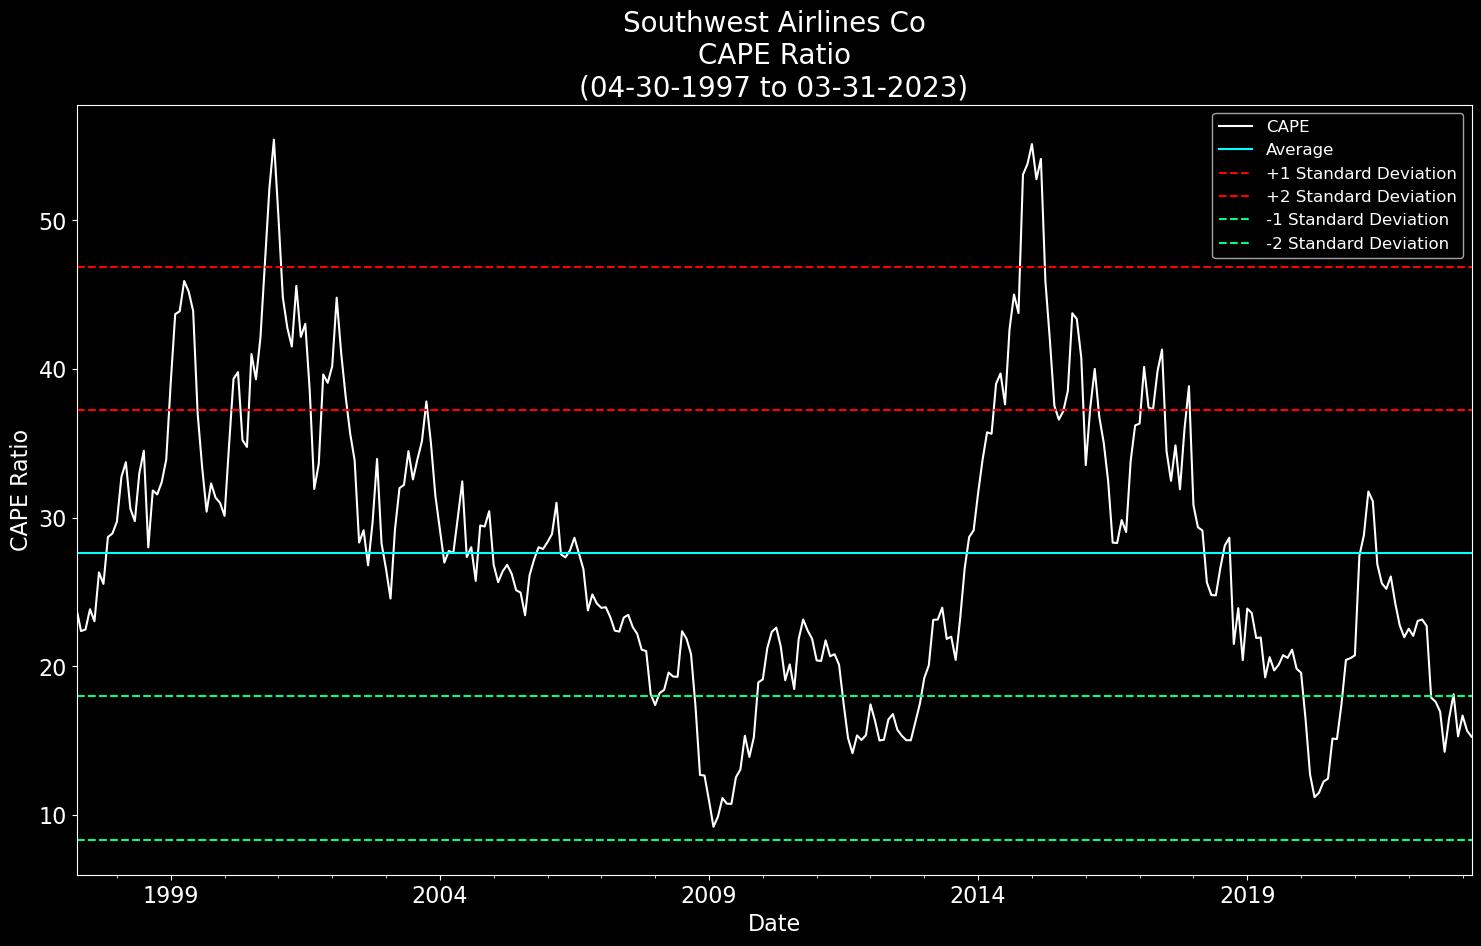 Southwest Airlines Co
CAPE Ratio
(04-30-1997 to 03-31-2023)
CAPE
Average
+1 Standard Deviation
+2 Standard Deviation
-1 Standard Deviation
-2 Standard Deviation
50
40
30
20
10
CAPE Ratio
1999
2004
2009
2014
2019
Date